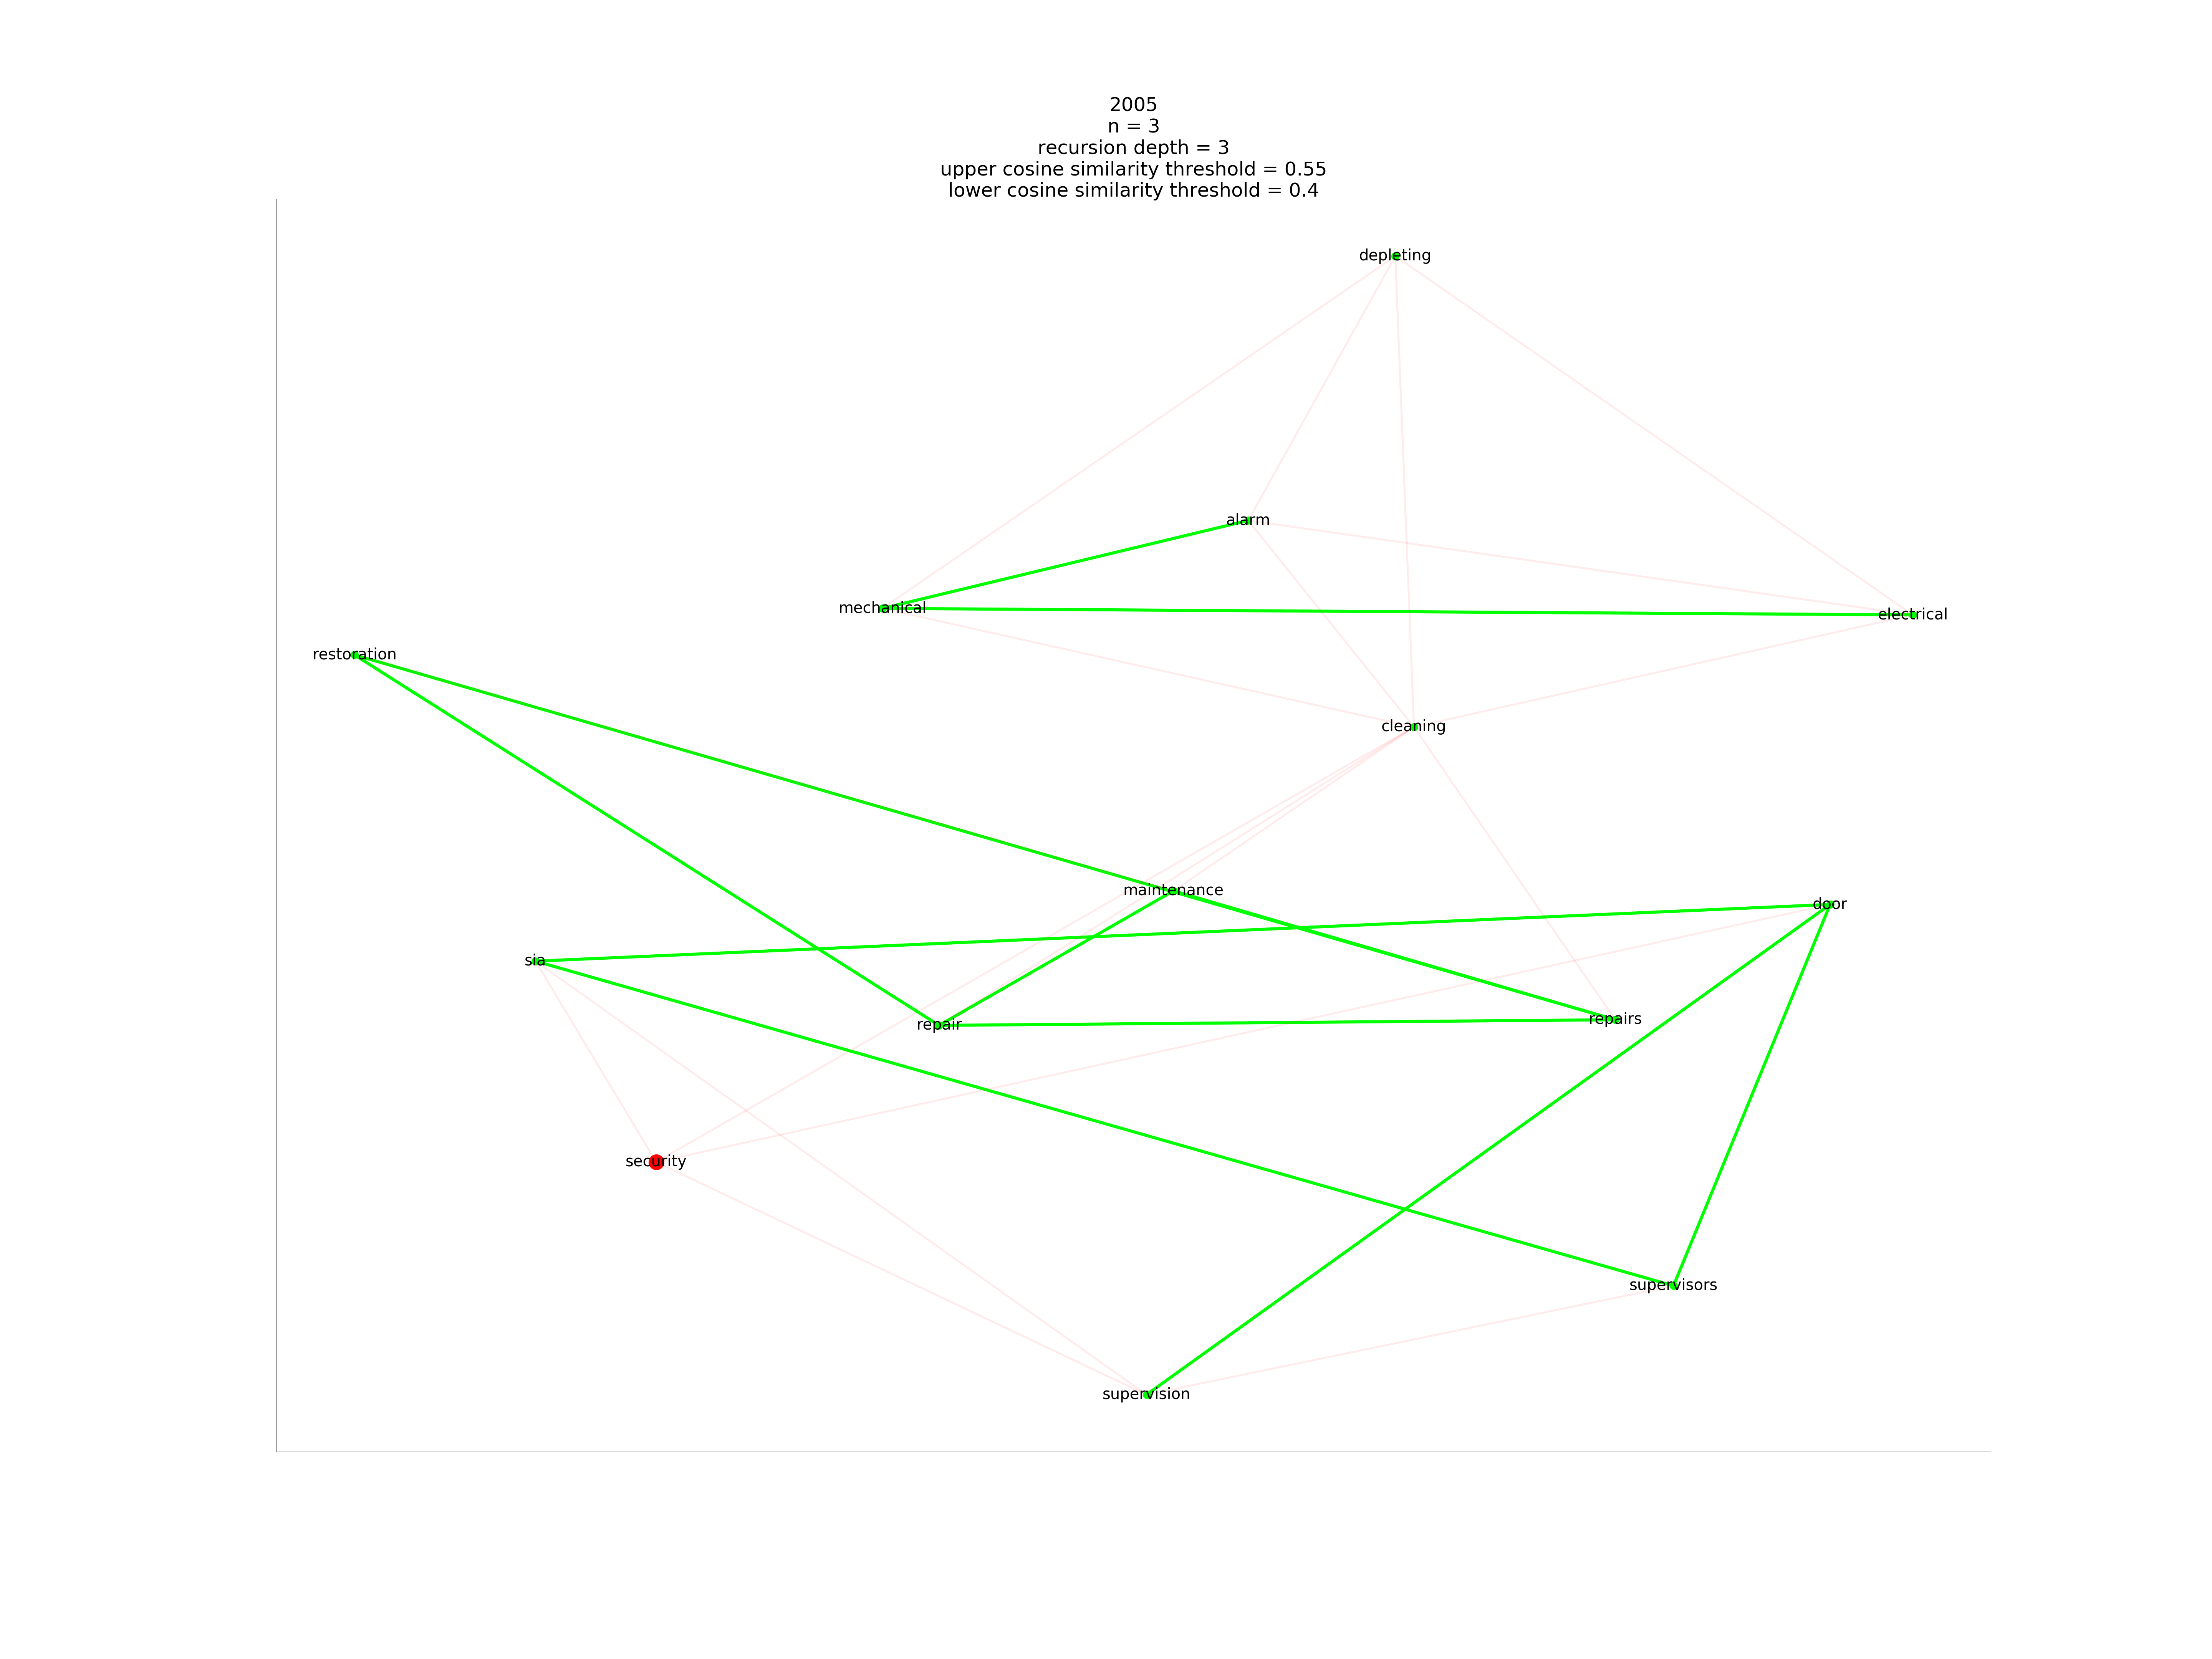 2005
n = 3
recursion depth = 3
upper cosine similarity threshold = 0.55
lower cosine similarity threshold = 0.4
depleting
alarm
mechanical
electrical
restoration
cleaning
maintenance
door
sia
repair
repairs
security
supervisors
supervision